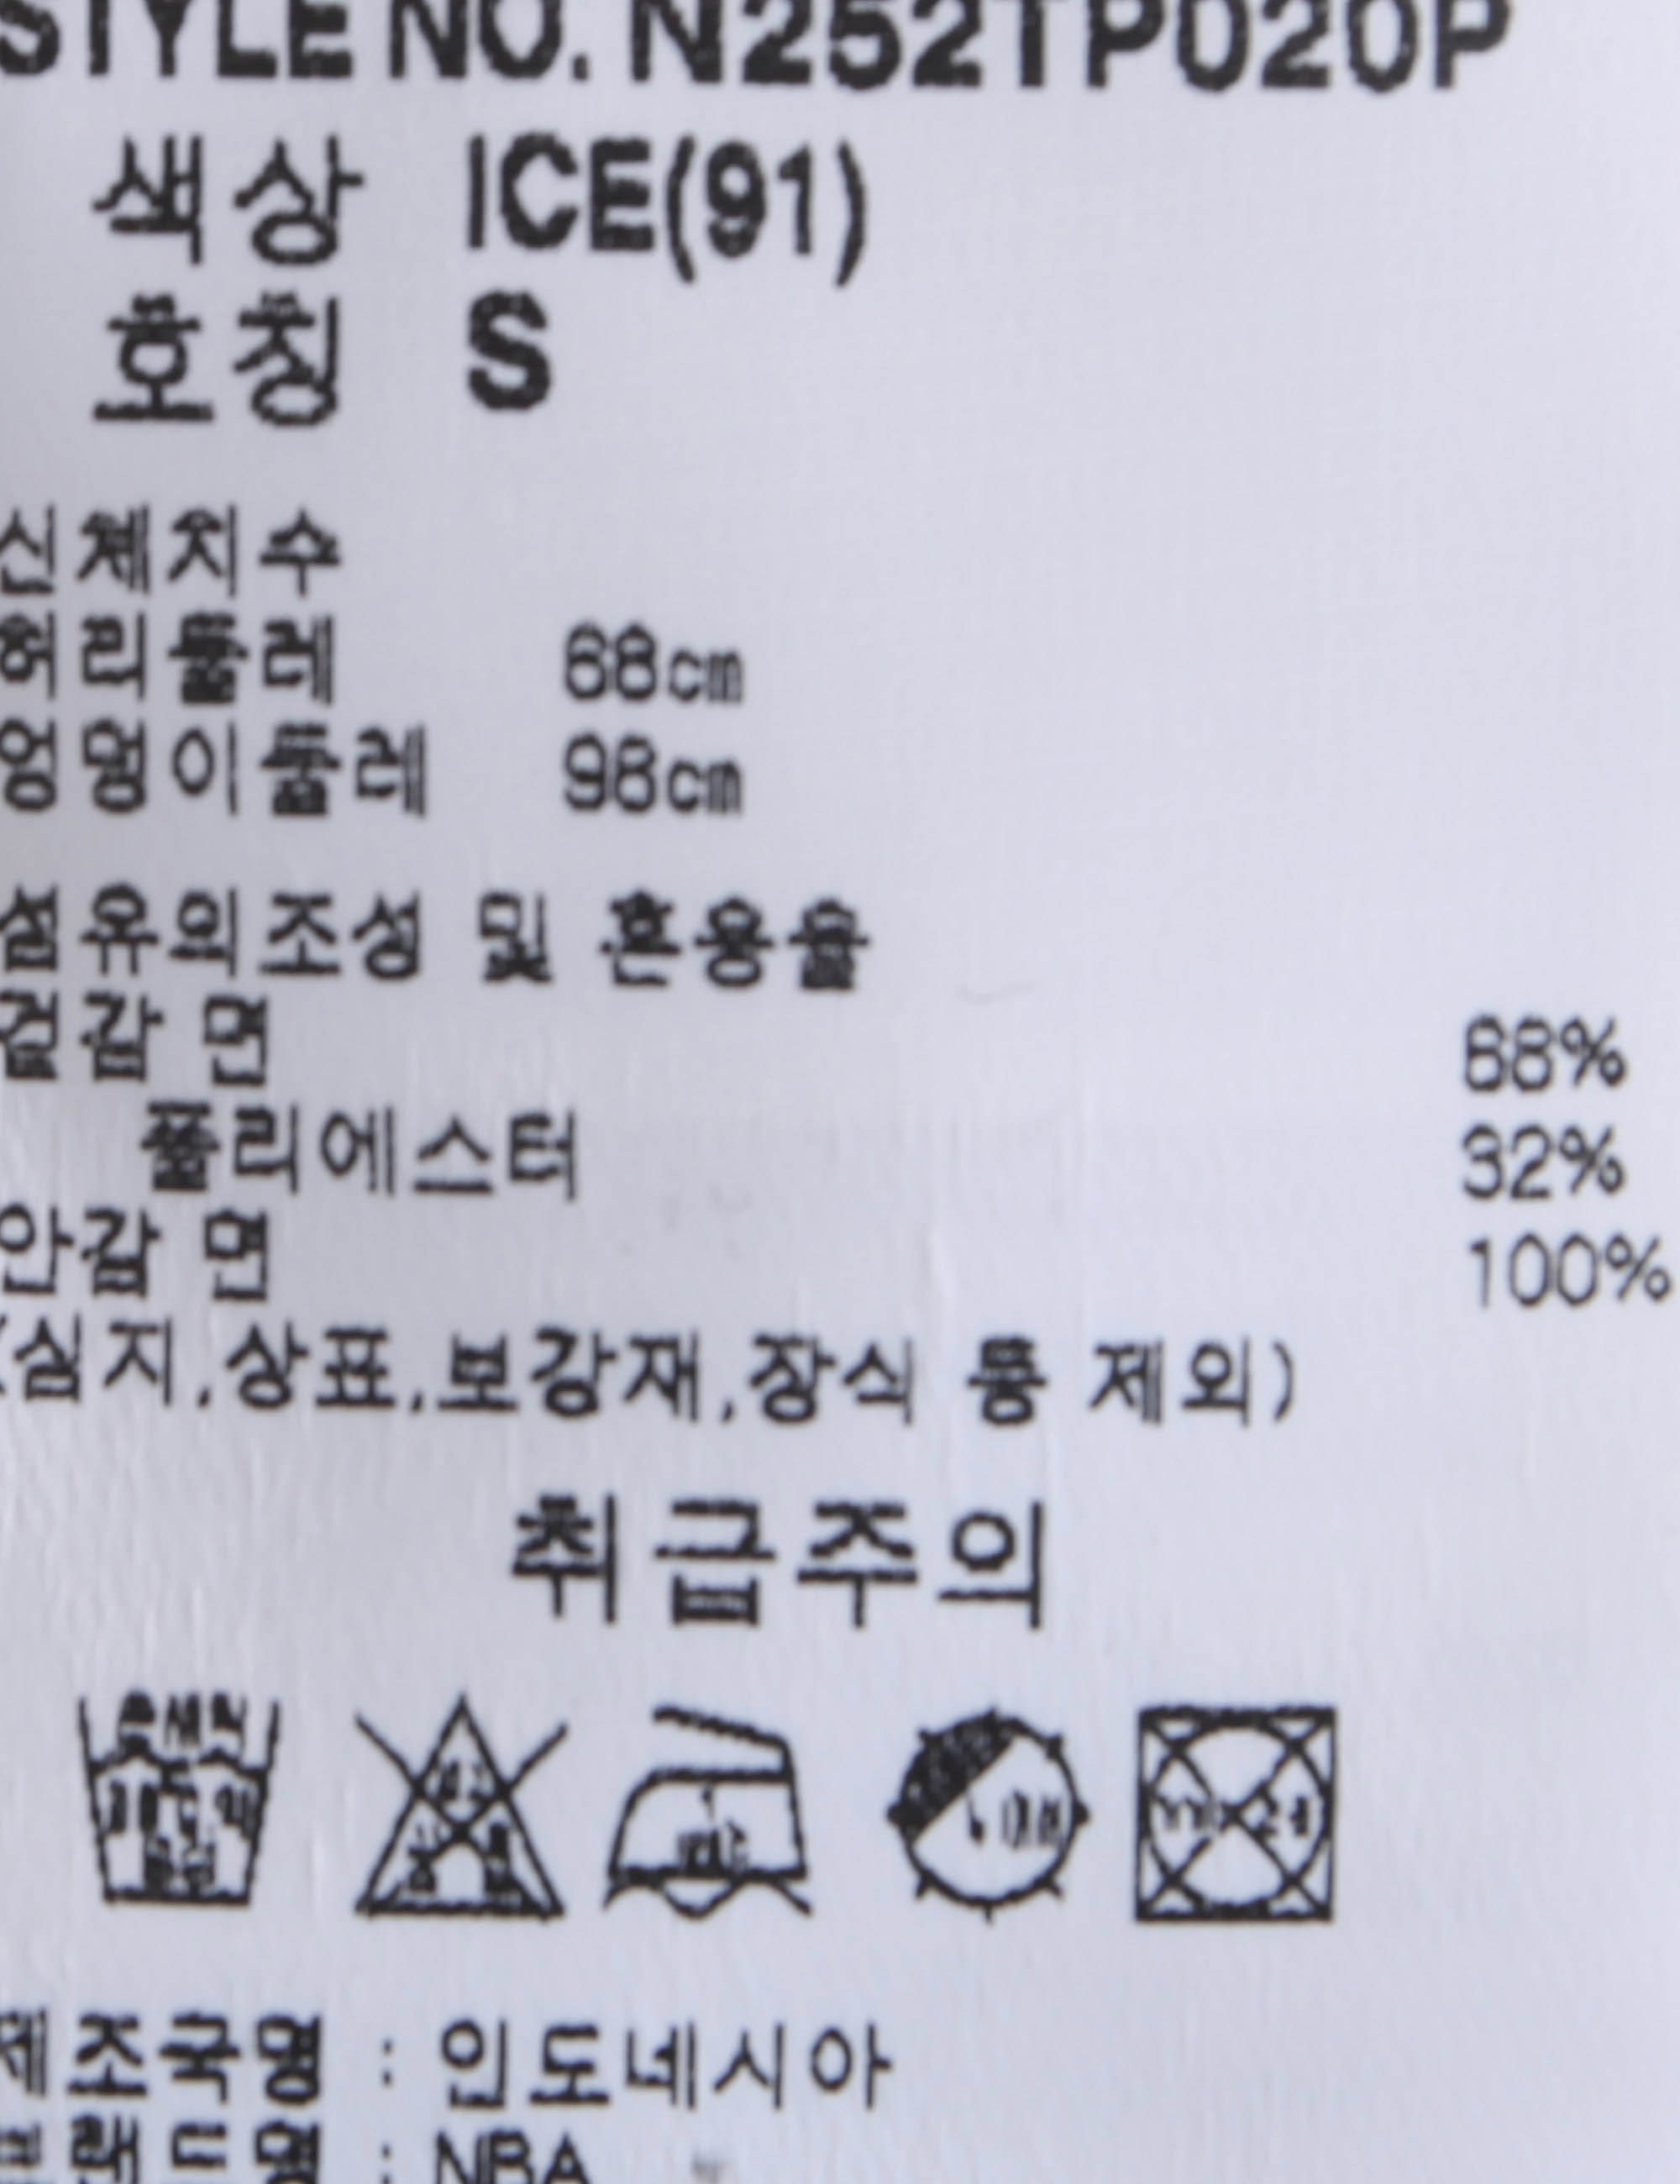 STYLE NO. N252TP020P
색상 ICE(91)
호칭 S
신체치수
허리둘레 68cm
엉덩이둘레 98cm
섬유의조성 및 혼용율
겉감 면 68%
폴리에스터 32%
안감 면 100%
(심지,상표,보강재,장식 등 제외)
취급주의
제조국명 : 인도네시아
브랜드명 : NBA